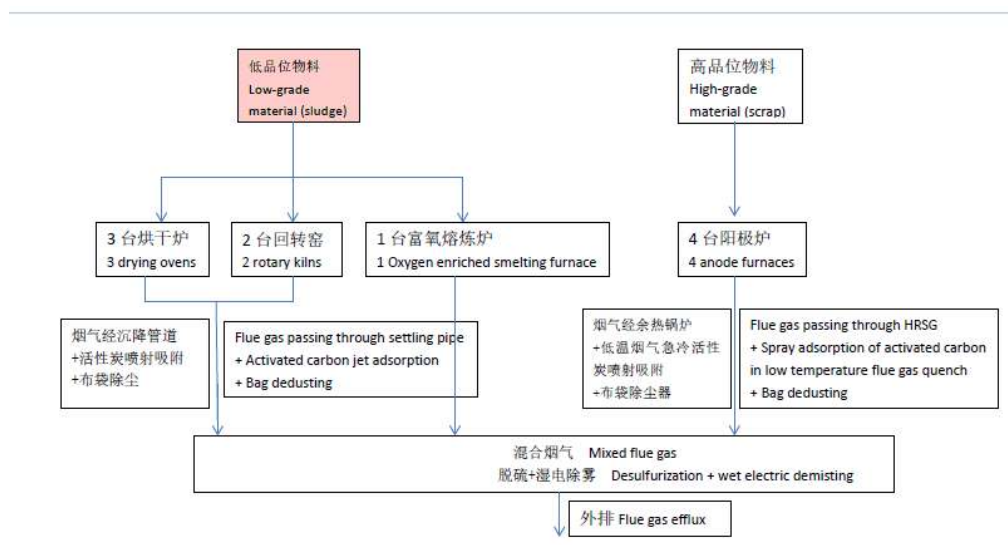 低品位物料
Low-grade
material (sludge)
高品位物料
High-grade
material (scrap)
3 台烘干炉
3 drying ovens
2 台回转窑
2 rotary kilns
1 台富氧熔炼炉
1 Oxygen enriched smelting furnace
4 台阳极炉
4 anode furnaces
烟气经沉降管道
+活性炭喷射吸附
+布袋除尘
Flue gas passing through settling pipe
+ Activated carbon jet adsorption
+ Bag dedusting
烟气经余热锅炉
+低温烟气急冷活性
炭喷射吸附
+布袋除尘器
Flue gas passing through HRSG
+ Spray adsorption of activated carbon
in low temperature flue gas quench
+ Bag dedusting
混合烟气 Mixed flue gas
脱硫+湿电除雾 Desulfurization + wet electric demisting
外排 Flue gas efflux